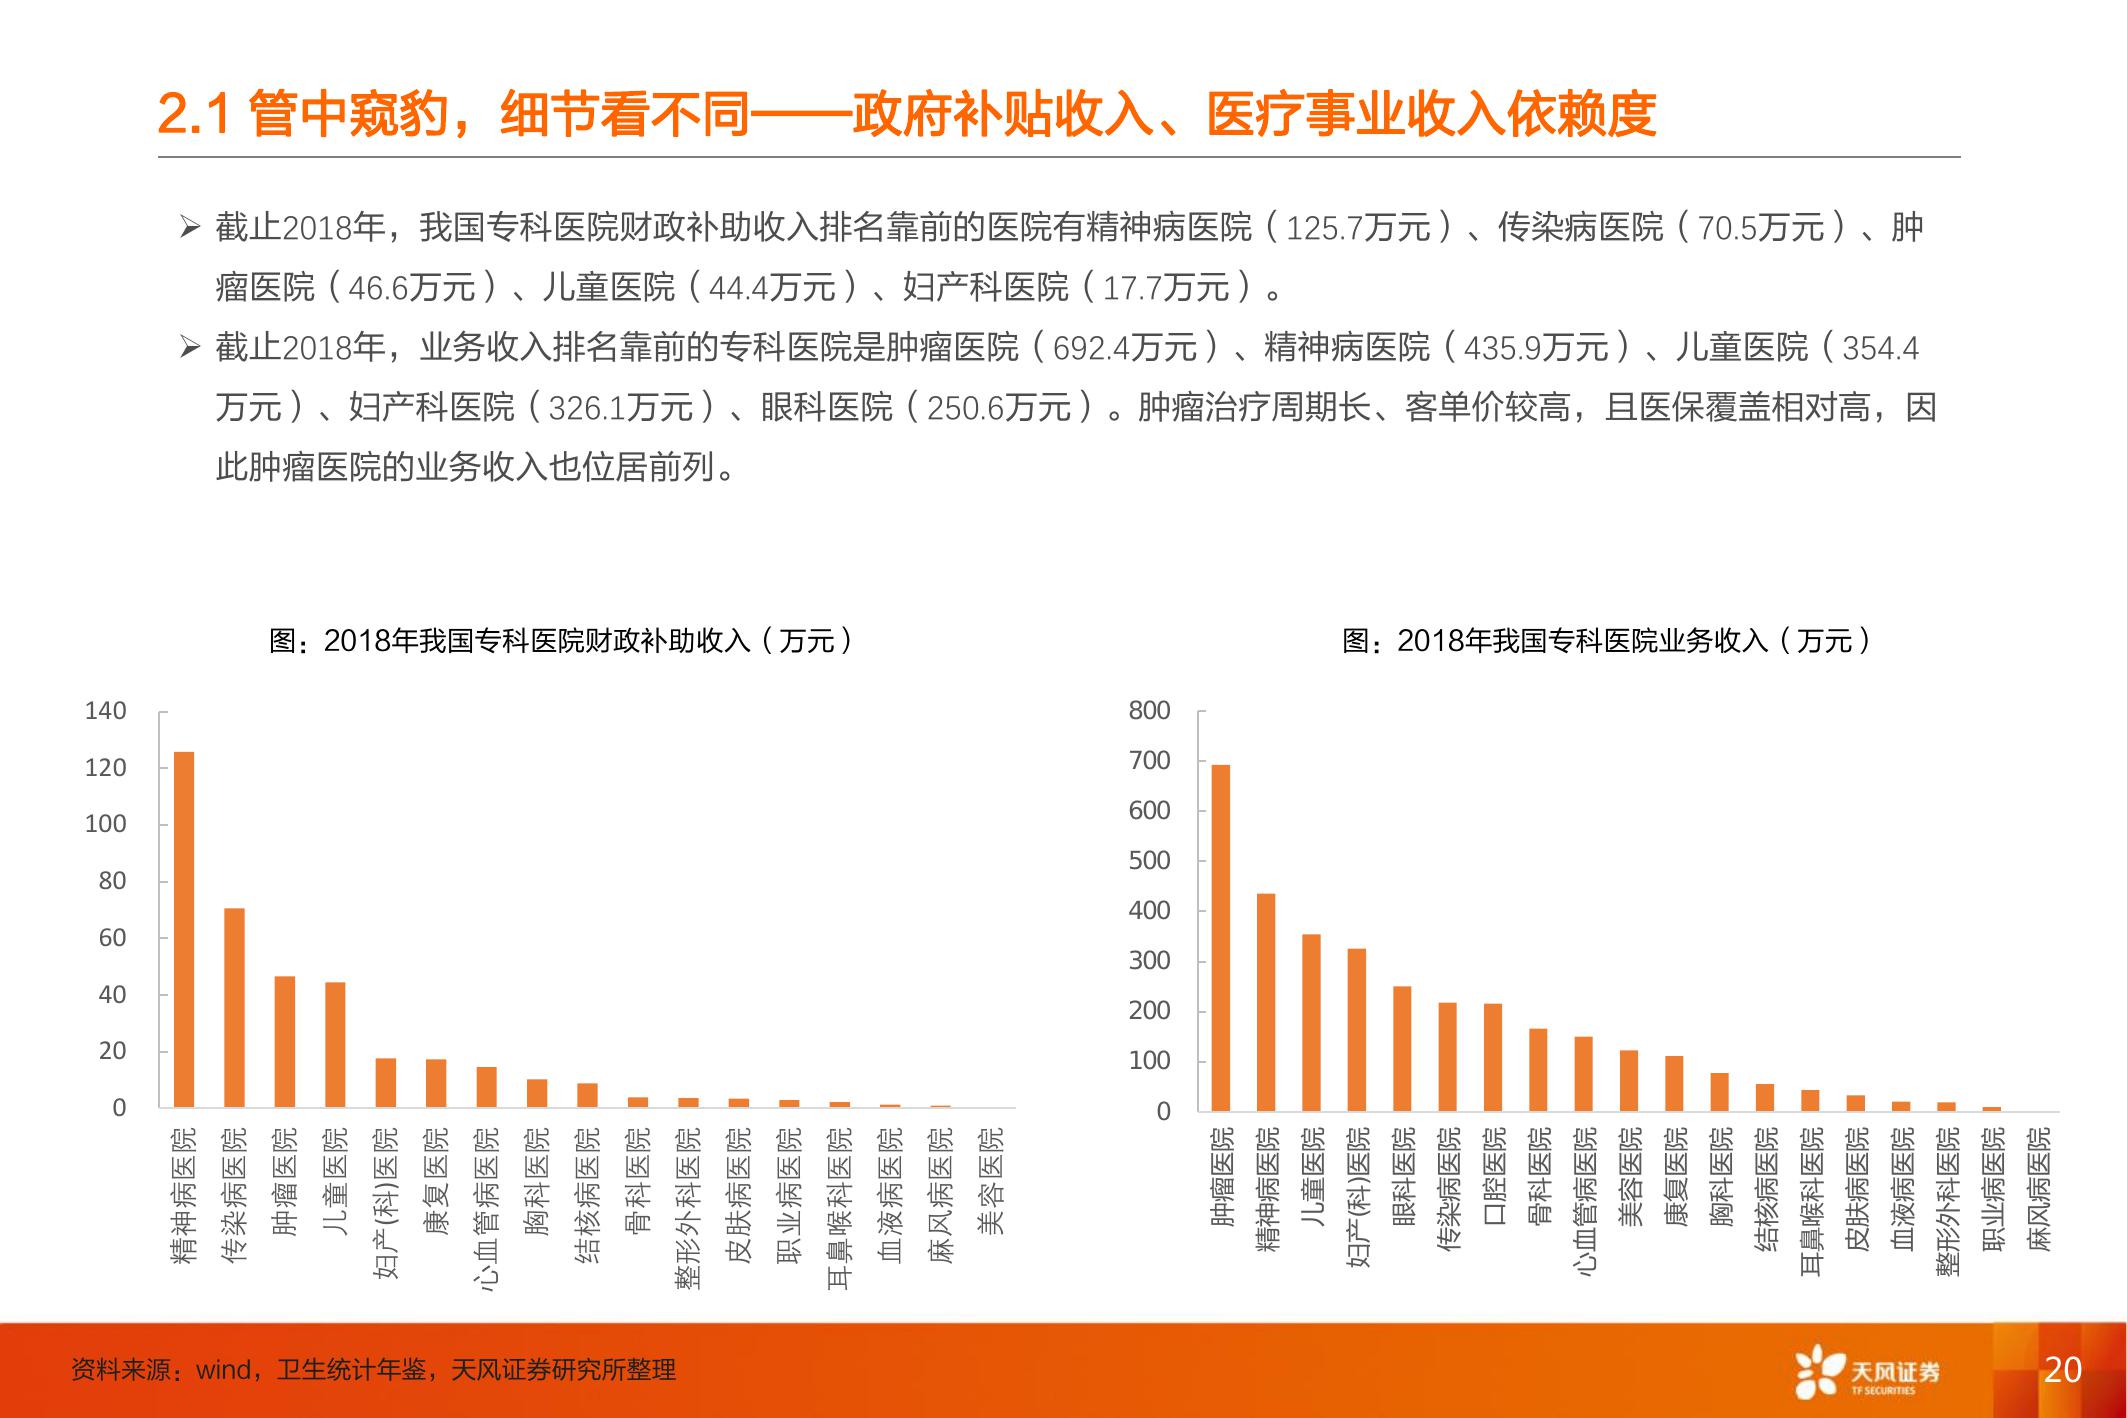 2.1 管中窥豹，细节看不同——政府补贴收入、医疗事业收入依赖度
➢ 截止2018年，我国专科医院财政补助收入排名靠前的医院有精神病医院（125.7万元）、传染病医院（70.5万元）、肿
瘤医院（46.6万元）、儿童医院（44.4万元）、妇产科医院（17.7万元）。
➢ 截止2018年，业务收入排名靠前的专科医院是肿瘤医院（692.4万元）、精神病医院（435.9万元）、儿童医院（354.4
万元）、妇产科医院（326.1万元）、眼科医院（250.6万元）。肿瘤治疗周期长、客单价较高，且医保覆盖相对高，因
此肿瘤医院的业务收入也位居前列。
图：2018年我国专科医院财政补助收入（万元）
140
120
100
80
60
40
20
0
精神病医院
传染病医院
肿瘤医院
儿童医院
妇产(科)医院
康复医院
心血管病医院
胸科医院
结核病医院
骨科医院
整形外科医院
皮肤病医院
职业病医院
耳鼻喉科医院
血液病医院
麻风病医院
美容医院
图：2018年我国专科医院业务收入（万元）
800
700
600
500
400
300
200
100
0
肿瘤医院
精神病医院
儿童医院
妇产(科)医院
眼科医院
传染病医院
口腔医院
骨科医院
心血管病医院
美容医院
康复医院
胸科医院
结核病医院
耳鼻喉科医院
皮肤病医院
血液病医院
整形外科医院
职业病医院
麻风病医院
资料来源：wind，卫生统计年鉴，天风证券研究所整理
天风证券
TF SECURITIES
20